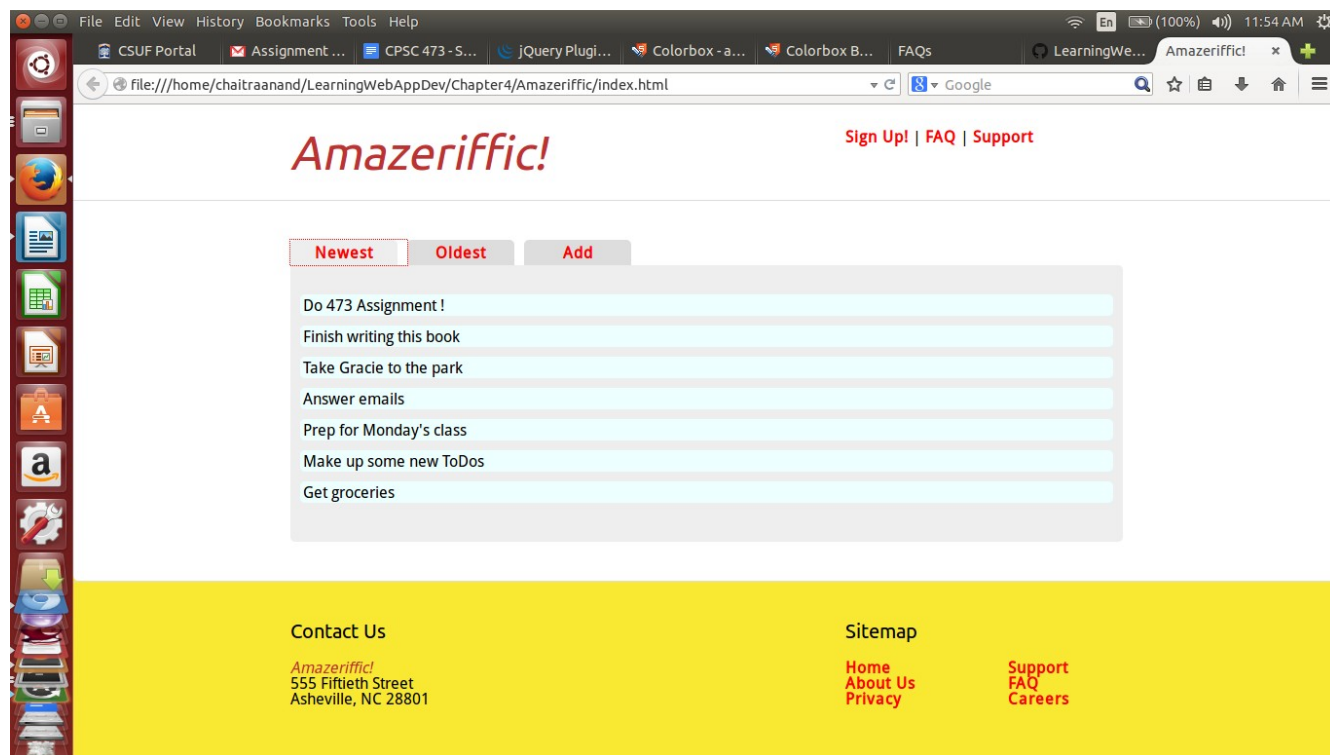 File Edit View History Bookmarks Tools Help En (100%) 11:54 AM
CSUF Portal Assignment ... CPSC 473 - S... jQuery Plugi... Colorbox - a... Colorbox B... FAQs LearningWe... Amazeriffic! ×
file:///home/chaitraanand/LearningWebAppDev/Chapter4/Amazeriffic/index.html 8 Google
Amazeriffic!
Sign Up! | FAQ | Support
Newest Oldest Add
Do 473 Assignment !
Finish writing this book
Take Gracie to the park
Answer emails
Prep for Monday's class
Make up some new ToDos
Get groceries
Contact Us
Amazeriffic!
555 Fiftieth Street
Asheville, NC 28801
Sitemap
Home Support
About Us FAQ
Privacy Careers
A
a